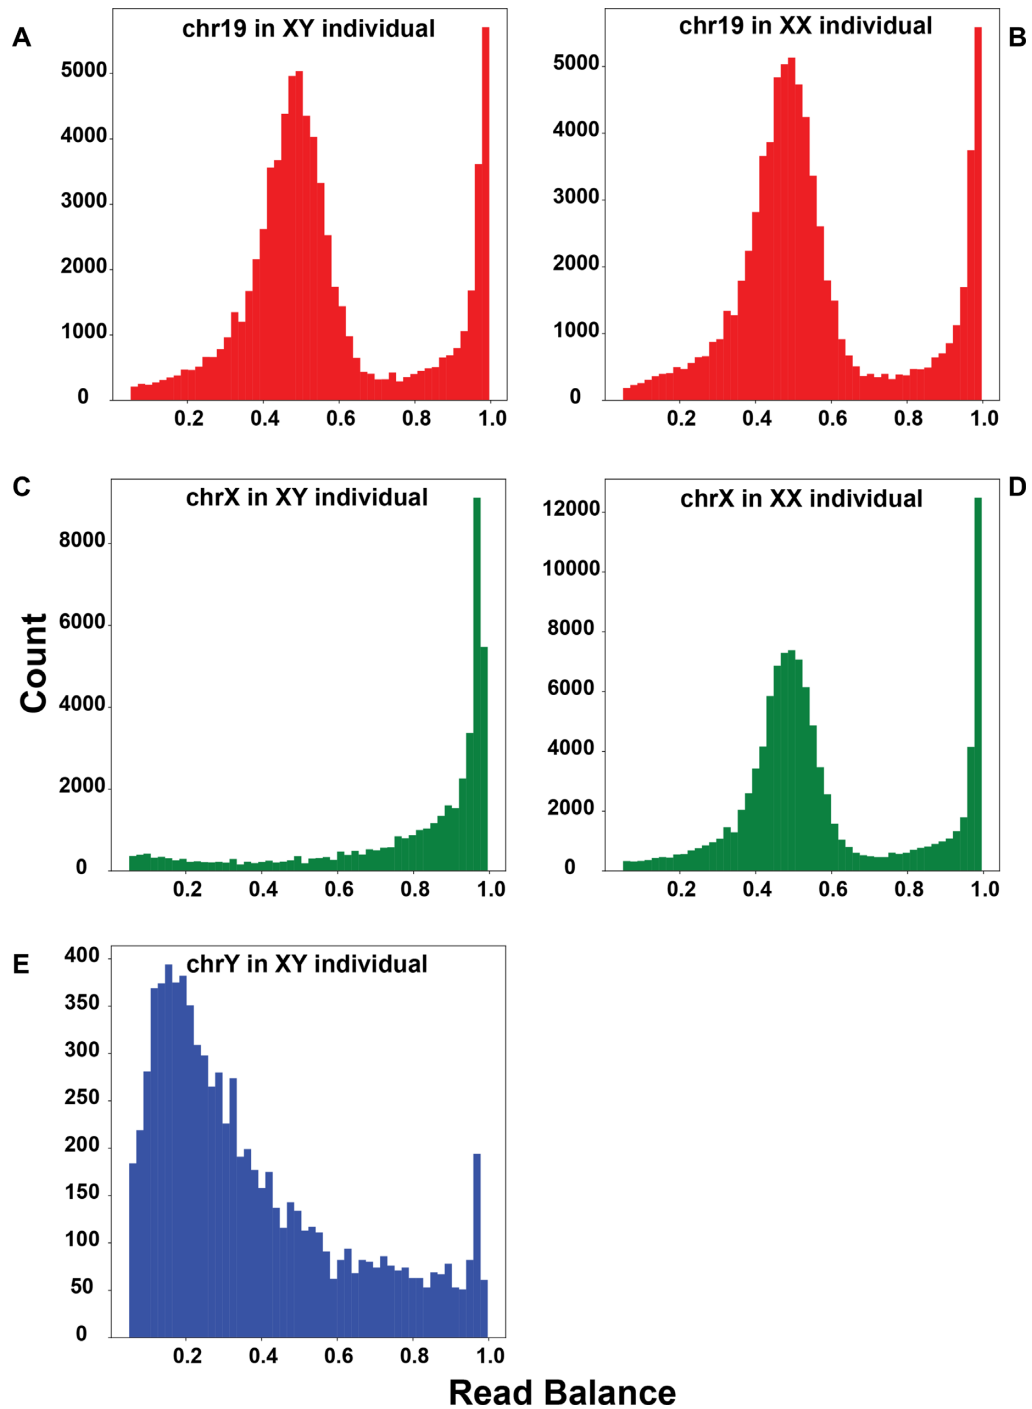 A
chr19 in XY individual
5000
4000
3000
2000
1000
0
0.2 0.4 0.6 0.8 1.0
B
chr19 in XX individual
5000
4000
3000
2000
1000
0
0.2 0.4 0.6 0.8 1.0
C
chrX in XY individual
8000
6000
4000
2000
0
0.2 0.4 0.6 0.8 1.0
D
chrX in XX individual
12000
10000
8000
6000
4000
2000
0
0.2 0.4 0.6 0.8 1.0
Count
E
chrY in XY individual
400
350
300
250
200
150
100
50
0
0.2 0.4 0.6 0.8 1.0
Read Balance